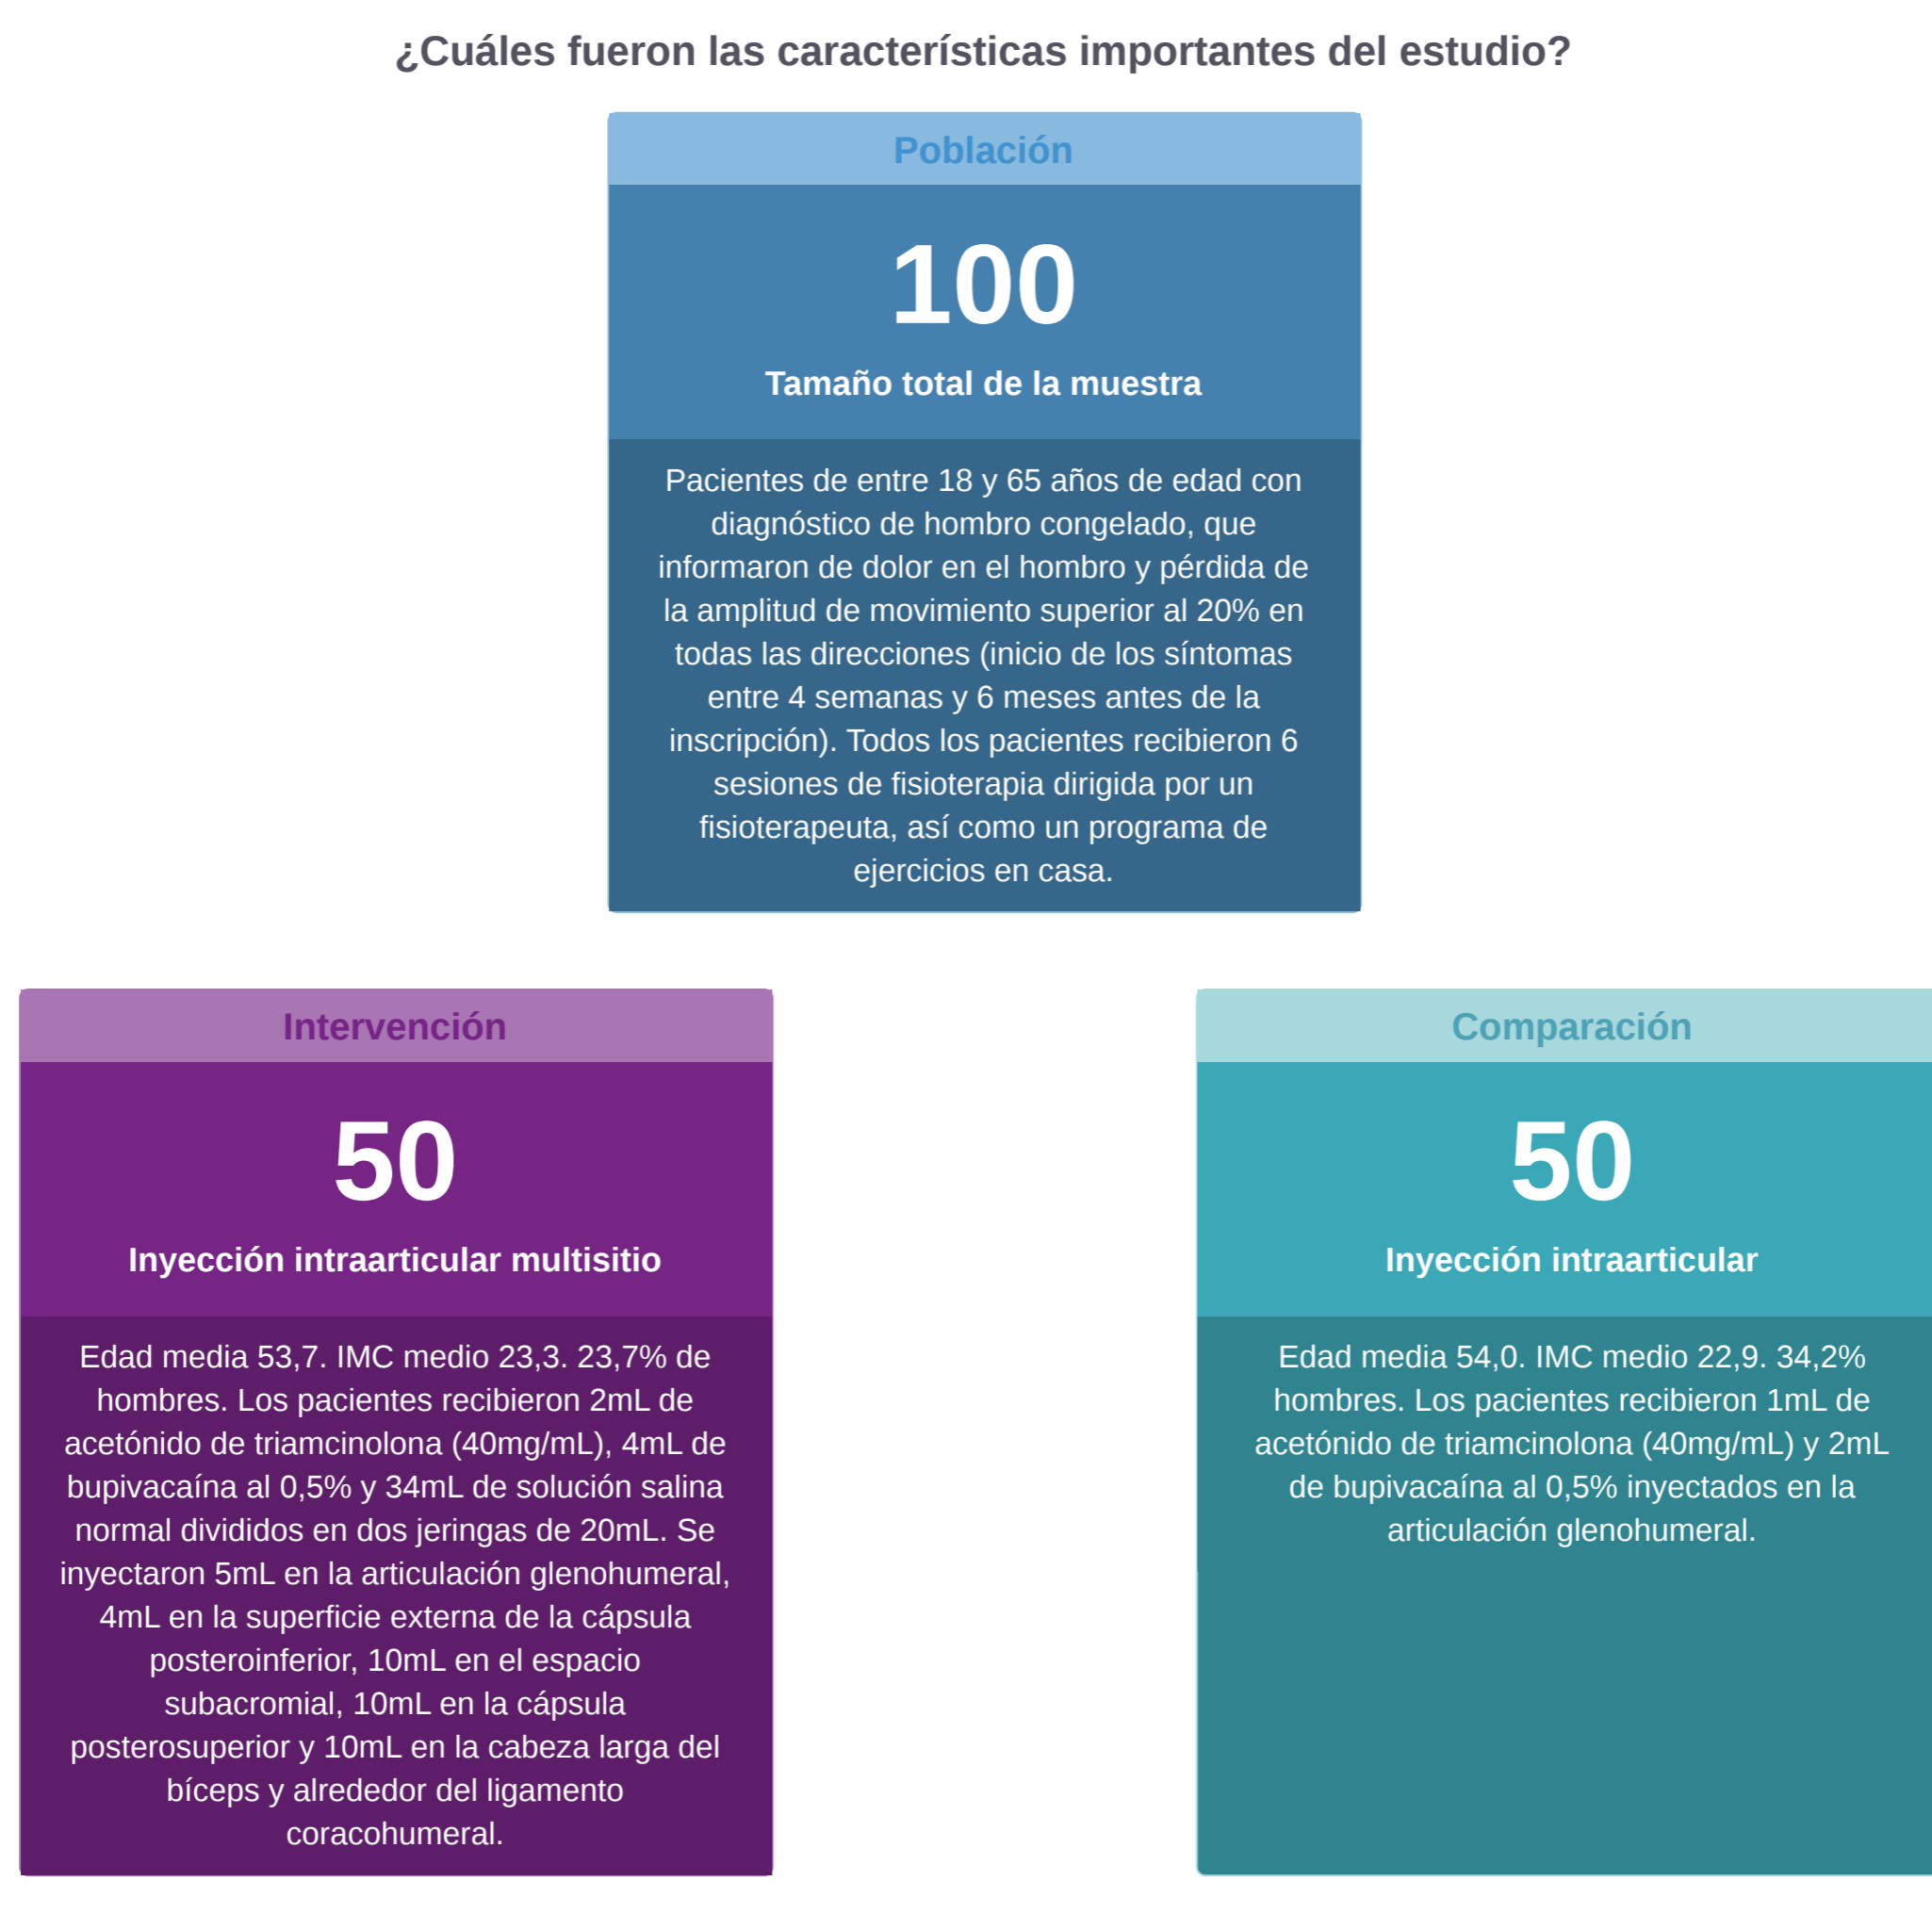 ¿Cuáles fueron las características importantes del estudio?
Población
100
Tamaño total de la muestra
Pacientes de entre 18 y 65 años de edad con
diagnóstico de hombro congelado, que
informaron de dolor en el hombro y pérdida de
la amplitud de movimiento superior al 20% en
todas las direcciones (inicio de los síntomas
entre 4 semanas y 6 meses antes de la
inscripción). Todos los pacientes recibieron 6
sesiones de fisioterapia dirigida por un
fisioterapeuta, así como un programa de
ejercicios en casa.
Intervención
50
Inyección intraarticular multisitio
Edad media 53,7. IMC medio 23,3. 23,7% de
hombres. Los pacientes recibieron 2mL de
acetónido de triamcinolona (40mg/mL), 4mL de
bupivacaína al 0,5% y 34mL de solución salina
normal divididos en dos jeringas de 20mL. Se
inyectaron 5mL en la articulación glenohumeral,
4mL en la superficie externa de la cápsula
posteroinferior, 10mL en el espacio
subacromial, 10mL en la cápsula
posterosuperior y 10mL en la cabeza larga del
bíceps y alrededor del ligamento
coracohumeral.
Comparación
50
Inyección intraarticular
Edad media 54,0. IMC medio 22,9. 34,2%
hombres. Los pacientes recibieron 1mL de
acetónido de triamcinolona (40mg/mL) y 2mL
de bupivacaína al 0,5% inyectados en la
articulación glenohumeral.